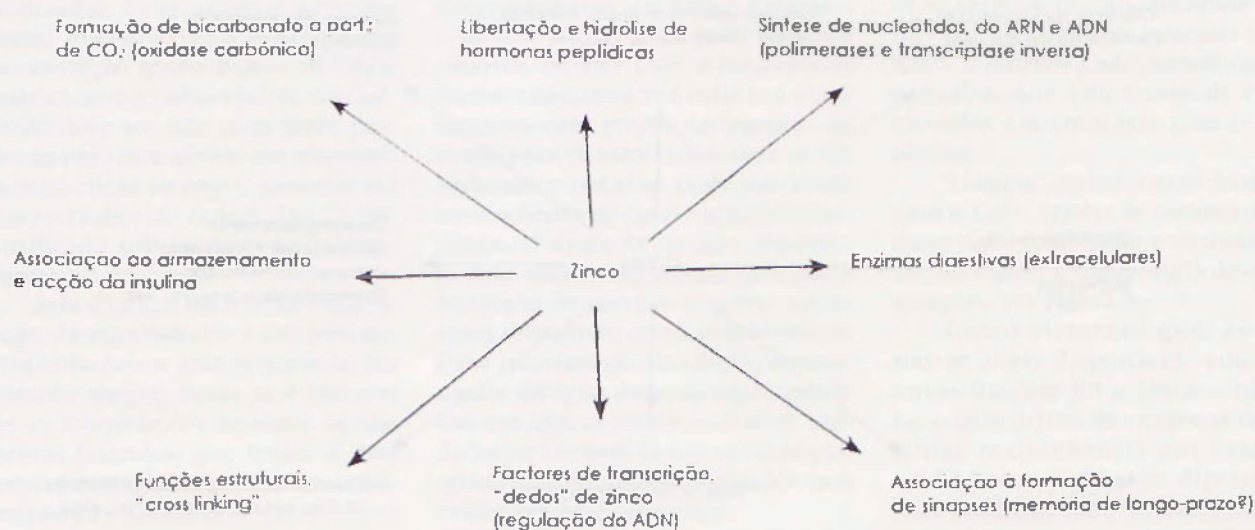 Formação de bicarbonato a parti.
de CO₂ (oxidase carbónica)
Libertação e hidrólise de
hormonas peplídicas
Síntese de nucleotidos, do ARN e ADN
(polimerases e transcriptase inversa)
Associação ao armazenamento
e acção da insulina
Zinco
Enzimas digestivas (extracelulares)
Funções estruturais,
"cross linking"
Factores de transcrição,
"dedos" de zinco
(regulação do ADN)
Associação à formação
de sinapses (memória de longo-prazo?)